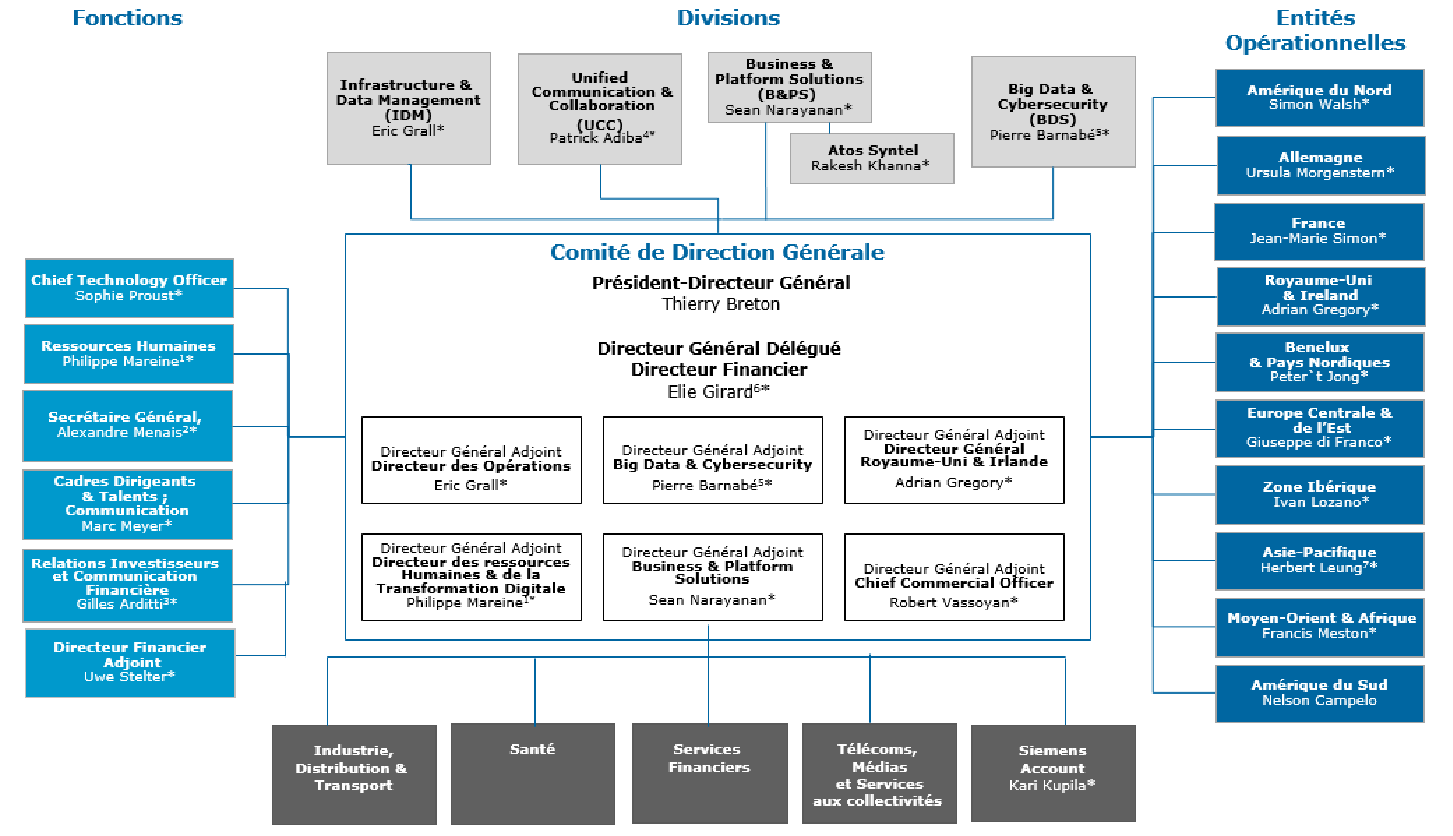 Fonctions
Divisions
Entités
Opérationnelles
Infrastructure &
Data Management
(IDM)
Eric Grall*
Unified
Communication &
Collaboration
(UCC)
Patrick Adiba⁴*
Business &
Platform Solutions
(B&PS)
Sean Narayanan*
Atos Syntel
Rakesh Khanna*
Big Data &
Cybersecurity
(BDS)
Pierre Barnabé⁵*
Chief Technology Officer
Sophie Proust*
Ressources Humaines
Philippe Mareine¹*
Secrétaire Général,
Alexandre Menais²*
Cadres Dirigeants
& Talents ;
Communication
Marc Meyer*
Relations Investisseurs
et Communication
Financière
Gilles Arditti³*
Directeur Financier
Adjoint
Uwe Stelter*
Comité de Direction Générale
Président-Directeur Général
Thierry Breton
Directeur Général Délégué
Directeur Financier
Elie Girard⁶*
Directeur Général Adjoint
Directeur des Opérations
Eric Grall*
Directeur Général Adjoint
Big Data & Cybersecurity
Pierre Barnabé⁵*
Directeur Général Adjoint
Directeur Général
Royaume-Uni & Irlande
Adrian Gregory*
Directeur Général Adjoint
Directeur des ressources
Humaines & de la
Transformation Digitale
Philippe Mareine¹*
Directeur Général Adjoint
Business & Platform
Solutions
Sean Narayanan*
Directeur Général Adjoint
Chief Commercial Officer
Robert Vassoyan*
Amérique du Nord
Simon Walsh*
Allemagne
Ursula Morgenstern*
France
Jean-Marie Simon*
Royaume-Uni
& Ireland
Adrian Gregory*
Benelux
& Pays Nordiques
Peter`t Jong*
Europe Centrale &
de l'Est
Giuseppe di Franco*
Zone Ibérique
Ivan Lozano*
Asie-Pacifique
Herbert Leung⁷*
Moyen-Orient & Afrique
Francis Meston*
Amérique du Sud
Nelson Campelo
Industrie,
Distribution &
Transport
Santé
Services
Financiers
Télécoms,
Médias
et Services
aux collectivités
Siemens
Account
Kari Kupila*